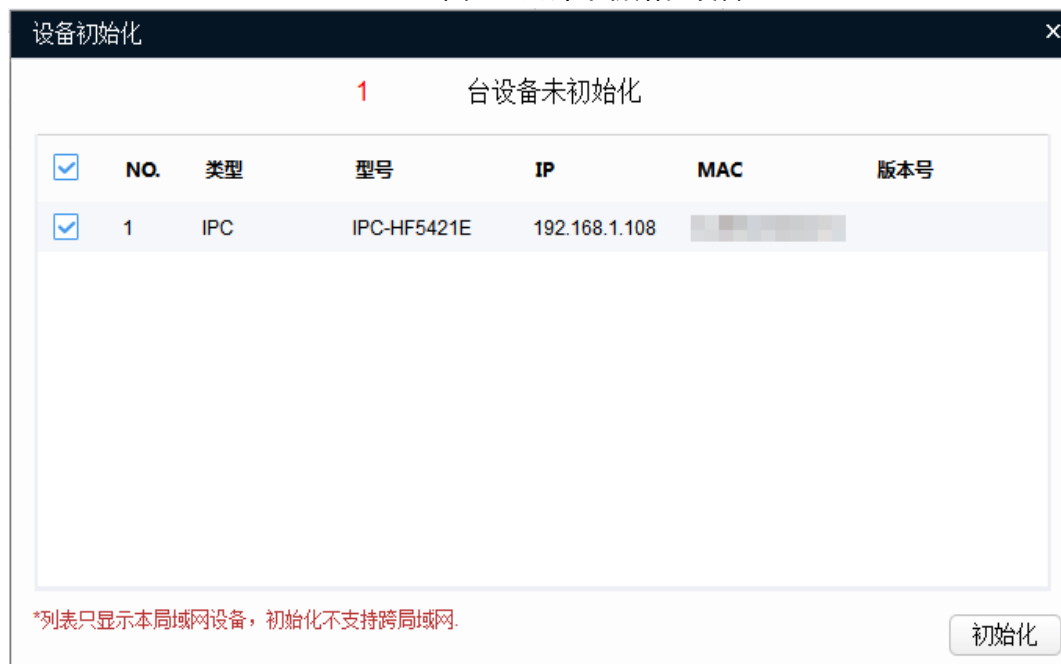 设备初始化
1 台设备未初始化
NO. 类型 型号 IP MAC 版本号
1 IPC IPC-HF5421E 192.168.1.108
*列表只显示本局域网设备，初始化不支持跨局域网.
初始化